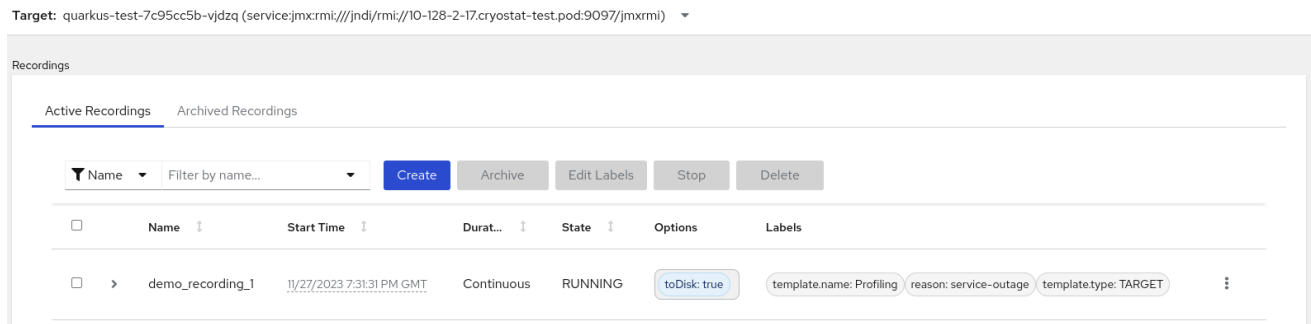 Target: quarkus-test-7c95cc5b-vjdzq (service:jmx:rmi:///jndi/rmi://10-128-2-17.cryostat-test.pod:9097/jmxrmi)
Recordings
Active Recordings Archived Recordings
Name Filter by name... Create Archive Edit Labels Stop Delete
Name Start Time Durat... State Options Labels
demo_recording_1 11/27/2023 7:31:31 PM GMT Continuous RUNNING toDisk: true template.name: Profiling reason: service-outage template.type: TARGET